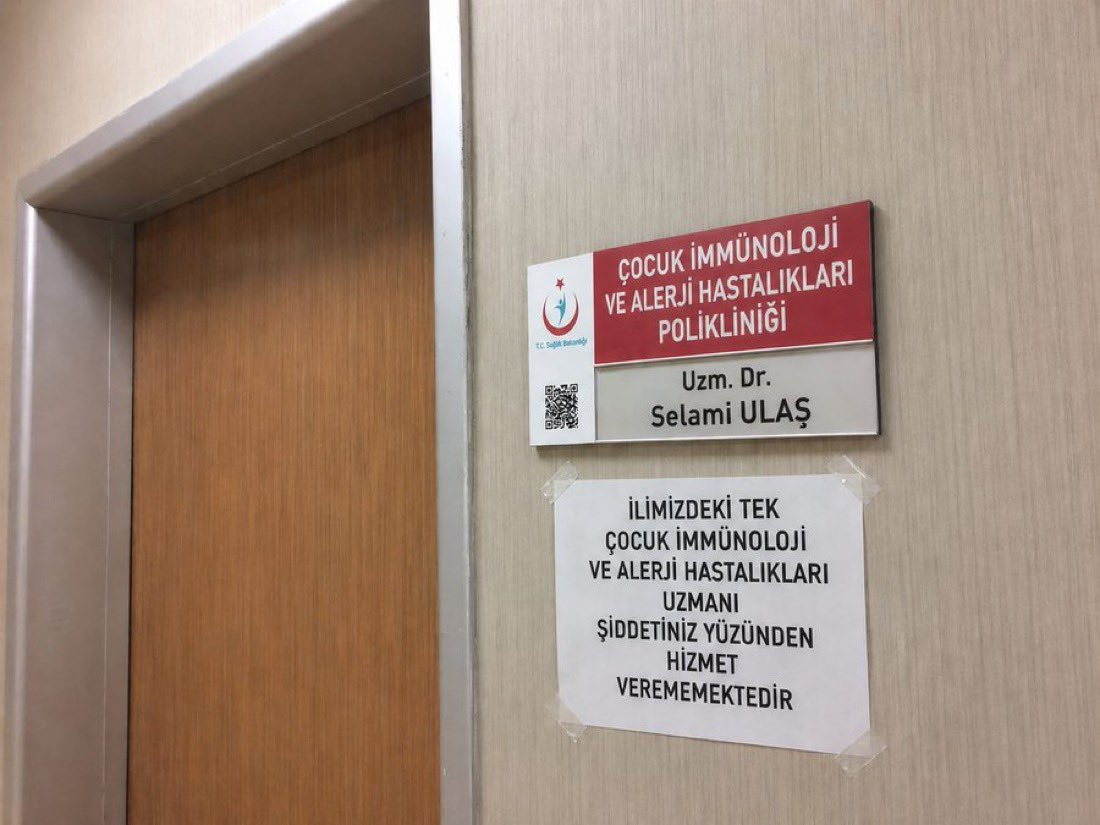 ÇOCUK İMMÜNOLOJİ
VE ALERJİ HASTALIKLARI
POLİKLİNİĞİ
T.C. Sağlık Bakanlığı
Uzm. Dr.
Selami ULAŞ
İLİMİZDEKİ TEK
ÇOCUK İMMÜNOLOJİ
VE ALERJİ HASTALIKLARI
UZMANI
ŞİDDETİNİZ YÜZÜNDEN
HİZMET
VEREMEMEKTEDİR